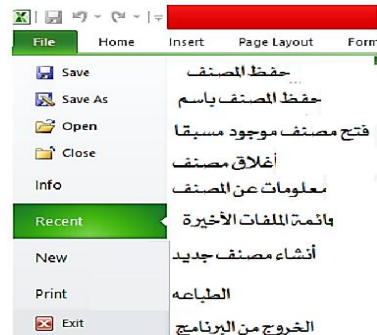 File Home Insert Page Layout Form
Save حفظ المصنف
Save As حفظ المصنف باسم
Open فتح مصنف موجود مسبقا
Close أغلاق مصنف
Info معلومات عن المصنف
Recent قائمة الملفات الأخيرة
New أنشاء مصنف جديد
Print الطباعه
Exit الخروج من البرنامج